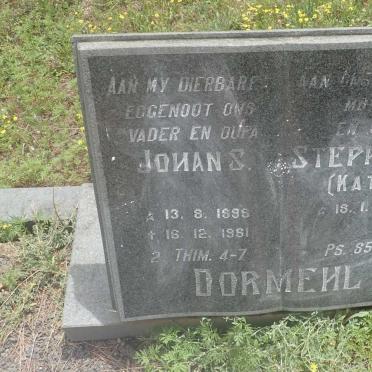 AAN MY DIERBARE
EGGENOOT ONS
VADER EN OUPA
JOHAN S.
13. 8. 1898
16. 12. 1981
2 THIM. 4-7
AAN
EN
STEPH
(KAT
18. 1.
PS. 85
DORMEHL